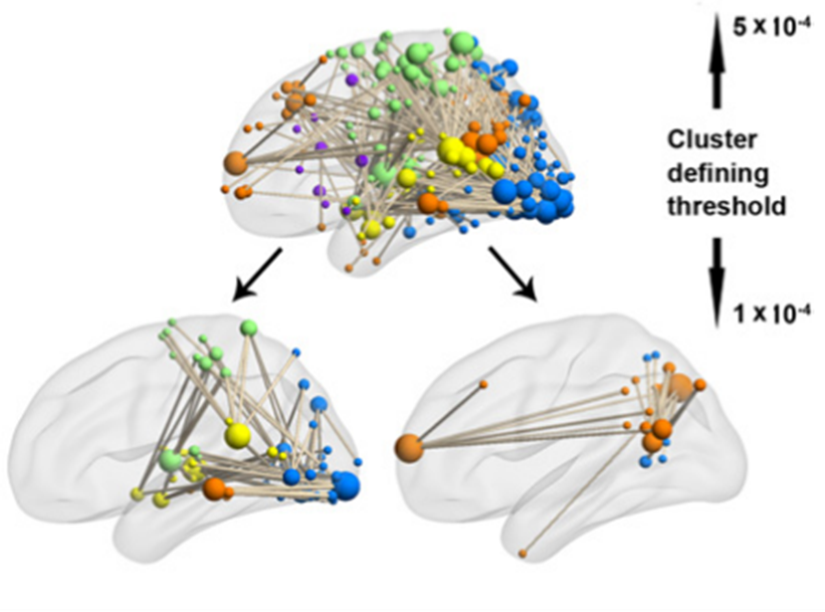 5 x 10⁻⁴
Cluster
defining
threshold
1 x 10⁻⁴